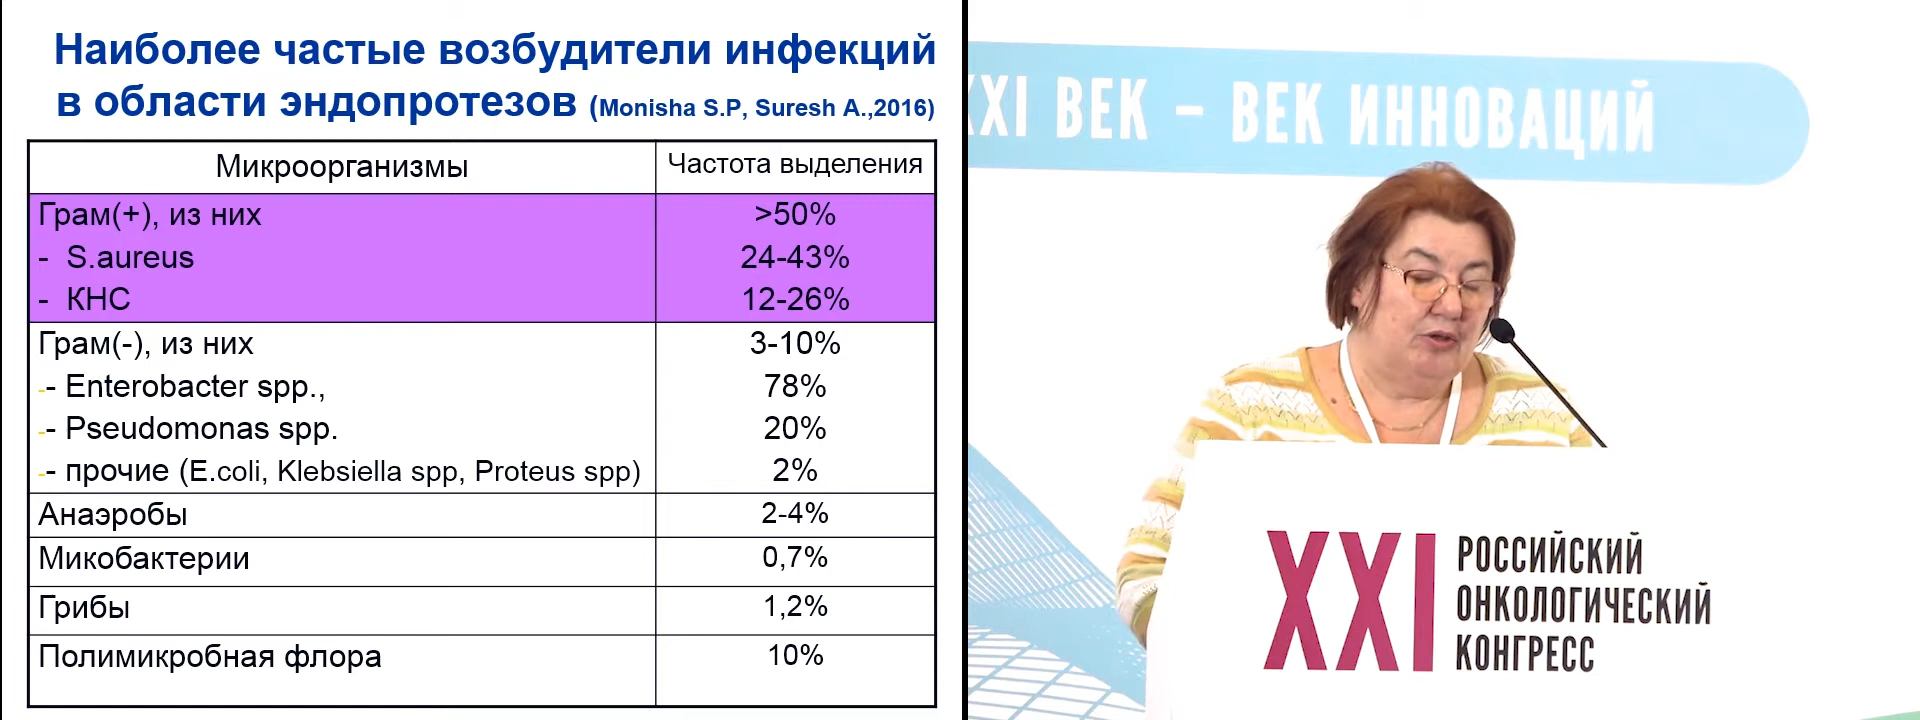 Наиболее частые возбудители инфекций
в области эндопротезов (Monisha S.P, Suresh A.,2016)
Микроорганизмы Частота выделения
Грам(+), из них >50%
- S.aureus 24-43%
- КНС 12-26%
Грам(-), из них 3-10%
-- Enterobacter spp., 78%
-- Pseudomonas spp. 20%
-- прочие (E.coli, Klebsiella spp, Proteus spp) 2%
Анаэробы 2-4%
Микобактерии 0,7%
Грибы 1,2%
Полимикробная флора 10%
XXI ВЕК – ВЕК ИННОВАЦИЙ
XXI
РОССИЙСКИЙ
ОНКОЛОГИЧЕСКИЙ
КОНГРЕСС